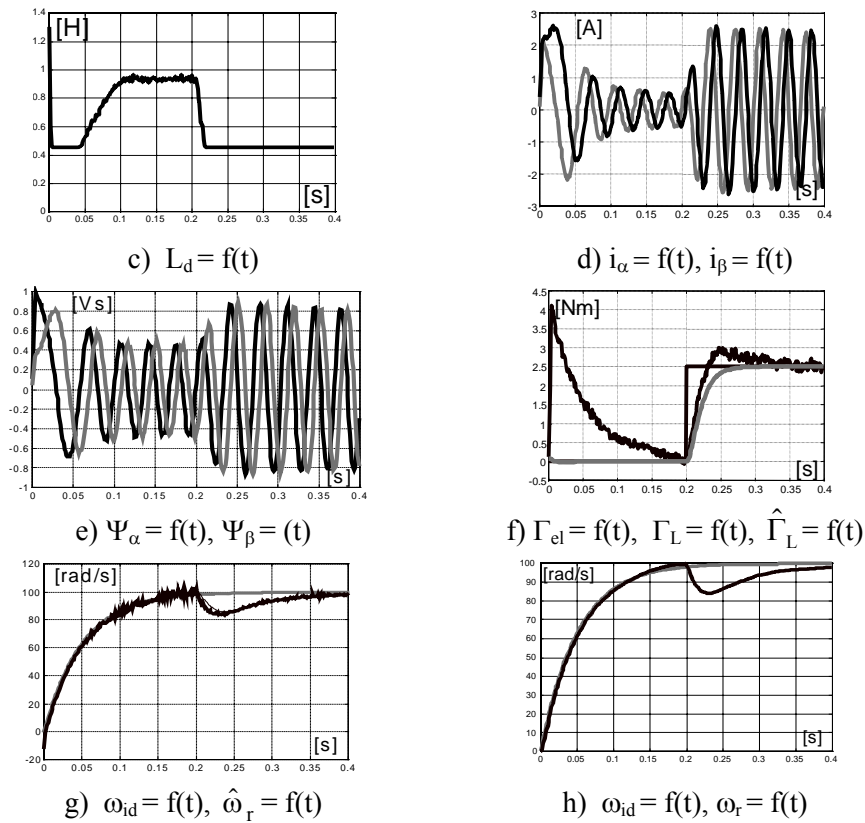 [H]
1.4
1.2
1
0.8
0.6
0.4
0.2
0
[s]
0 0.05 0.1 0.15 0.2 0.25 0.3 0.35 0.4
c) L_d = f(t)
[A]
3
2
1
0
-1
-2
-3
[s]
0 0.05 0.1 0.15 0.2 0.25 0.3 0.35 0.4
d) i_α = f(t), i_β = f(t)
[Vs]
1
0.8
0.6
0.4
0.2
0
-0.2
-0.4
-0.6
-0.8
-1
[s]
0 0.05 0.1 0.15 0.2 0.25 0.3 0.35 0.4
e) Ψ_α = f(t), Ψ_β = (t)
[Nm]
4.5
4
3.5
3
2.5
2
1.5
1
0.5
0
-0.5
[s]
0 0.05 0.1 0.15 0.2 0.25 0.3 0.35 0.4
f) Γ_el = f(t), Γ_L = f(t), Γ̂_L = f(t)
[rad/s]
120
100
80
60
40
20
0
-20
[s]
0 0.05 0.1 0.15 0.2 0.25 0.3 0.35 0.4
g) ω_id = f(t), ω̂_r = f(t)
[rad/s]
100
90
80
70
60
50
40
30
20
10
0
[s]
0 0.05 0.1 0.15 0.2 0.25 0.3 0.35 0.4
h) ω_id = f(t), ω_r = f(t)